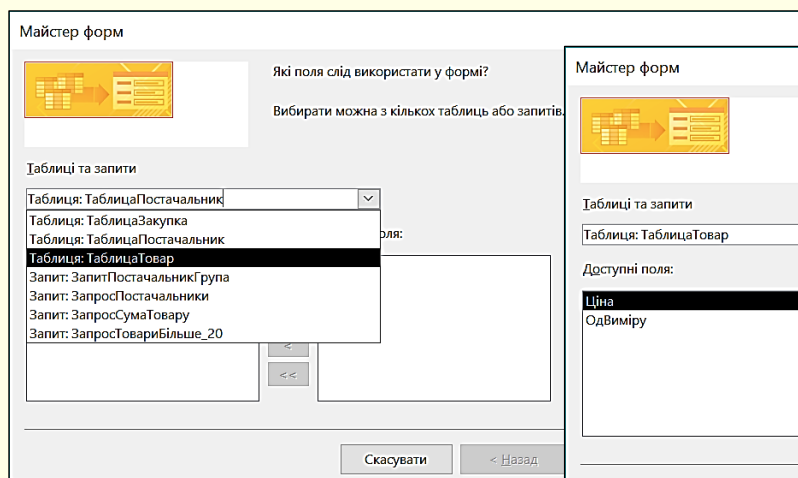 Майстер форм
Які поля слід використати у формі?
Вибирати можна з кількох таблиць або запитів.
Таблиці та запити
Таблиця: ТаблицяПостачальник
Таблиця: ТаблицаЗакупка
Таблиця: ТаблицаПостачальник
Таблиця: ТаблицаТовар
Запит: ЗапитПостачальникГрупа
Запит: ЗапросПостачальники
Запит: ЗапросСумаТовару
Запит: ЗапросТовариБільше_20
оля:
<
<<
Скасувати
< Назад
Майстер форм
Таблиці та запити
Таблиця: ТаблицаТовар
Доступні поля:
Ціна
ОдВиміру